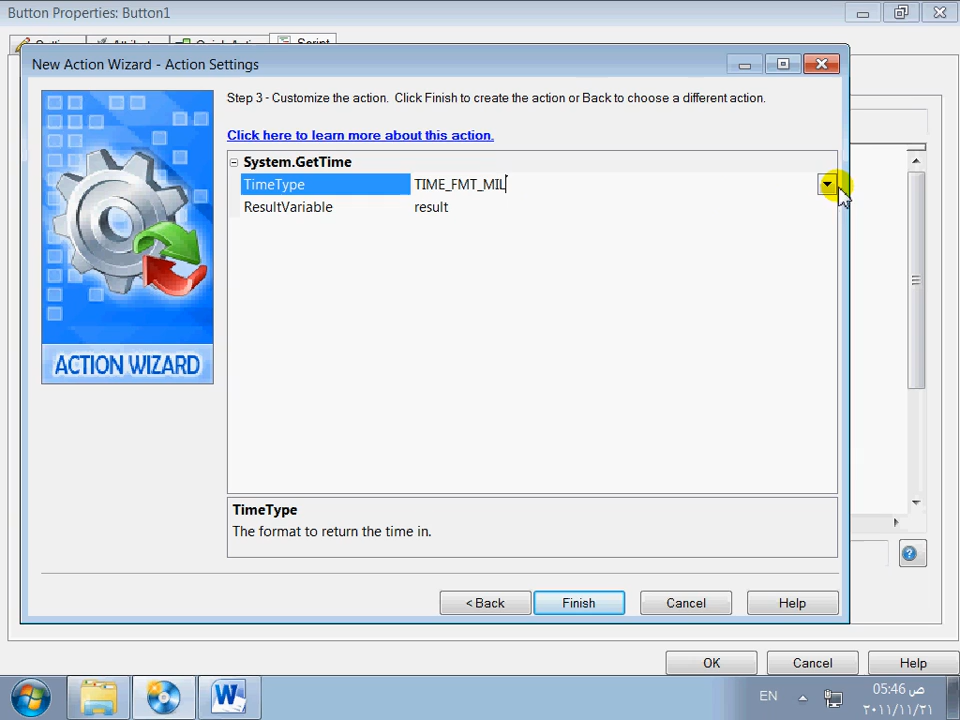 Button Properties: Button1
Script
New Action Wizard - Action Settings
Step 3 - Customize the action. Click Finish to create the action or Back to choose a different action.
Click here to learn more about this action.
System.GetTime
TimeType TIME_FMT_MIL
ResultVariable result
ACTION WIZARD
TimeType
The format to return the time in.
< Back Finish Cancel Help
OK Cancel Help
EN
05:46 ص
٢٠١١/١١/٢١